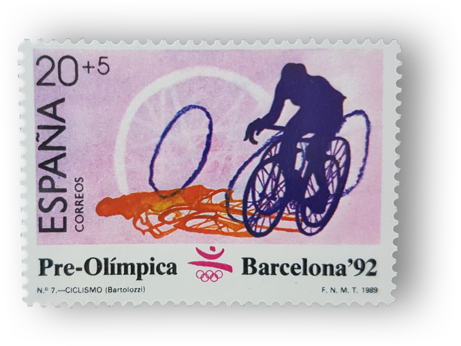 20+5
ESPAÑA
CORREOS
Pre-Olímpica Barcelona'92
N.º 7.—CICLISMO (Bartolozzi) F. N. M. T. 1989